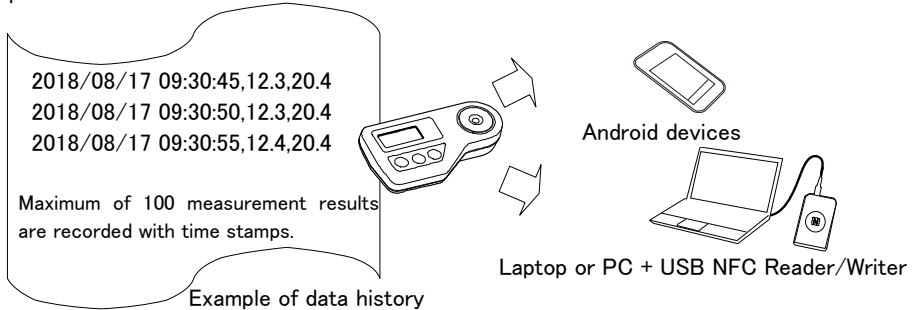 2018/08/17 09:30:45,12.3,20.4
2018/08/17 09:30:50,12.3,20.4
2018/08/17 09:30:55,12.4,20.4
Maximum of 100 measurement results
are recorded with time stamps.
Example of data history
Android devices
N
Laptop or PC + USB NFC Reader/Writer